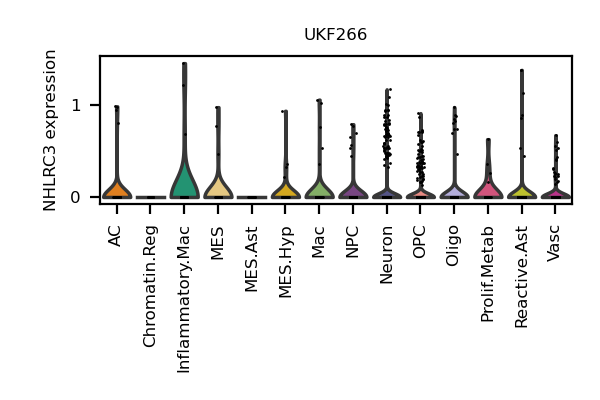 UKF266
NHLRC3 expression
1
0
AC
Chromatin.Reg
Inflammatory.Mac
MES
MES.Ast
MES.Hyp
Mac
NPC
Neuron
OPC
Oligo
Prolif.Metab
Reactive.Ast
Vasc